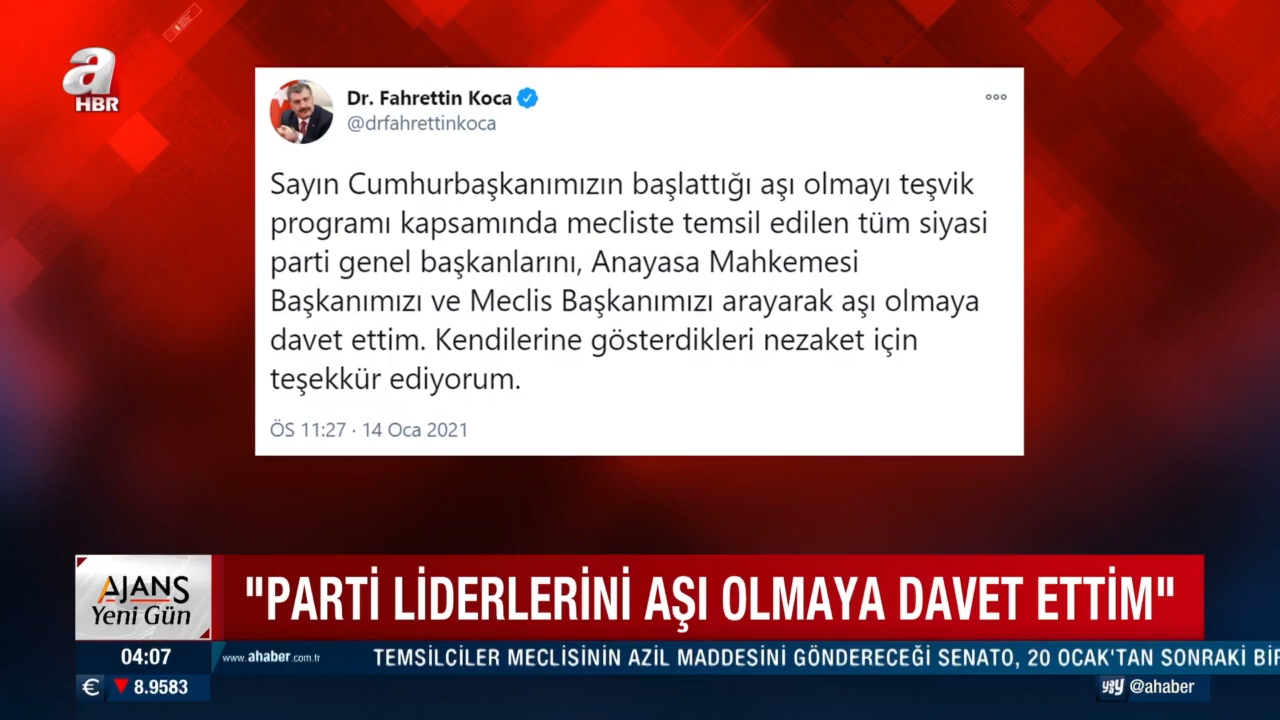 a
HBR
Dr. Fahrettin Koca
@drfahrettinkoca
Sayın Cumhurbaşkanımızın başlattığı aşı olmayı teşvik
programı kapsamında mecliste temsil edilen tüm siyasi
parti genel başkanlarını, Anayasa Mahkemesi
Başkanımızı ve Meclis Başkanımızı arayarak aşı olmaya
davet ettim. Kendilerine gösterdikleri nezaket için
teşekkür ediyorum.
ÖS 11:27 · 14 Oca 2021
AJANS
Yeni Gün
"PARTİ LİDERLERİNİ AŞI OLMAYA DAVET ETTİM"
04:07
www.ahaber.com.tr
TEMSİLCİLER MECLİSİNİN AZİL MADDESİNİ GÖNDERECEĞİ SENATO, 20 OCAK'TAN SONRAKİ BİR
€ 8.9583
@ahaber